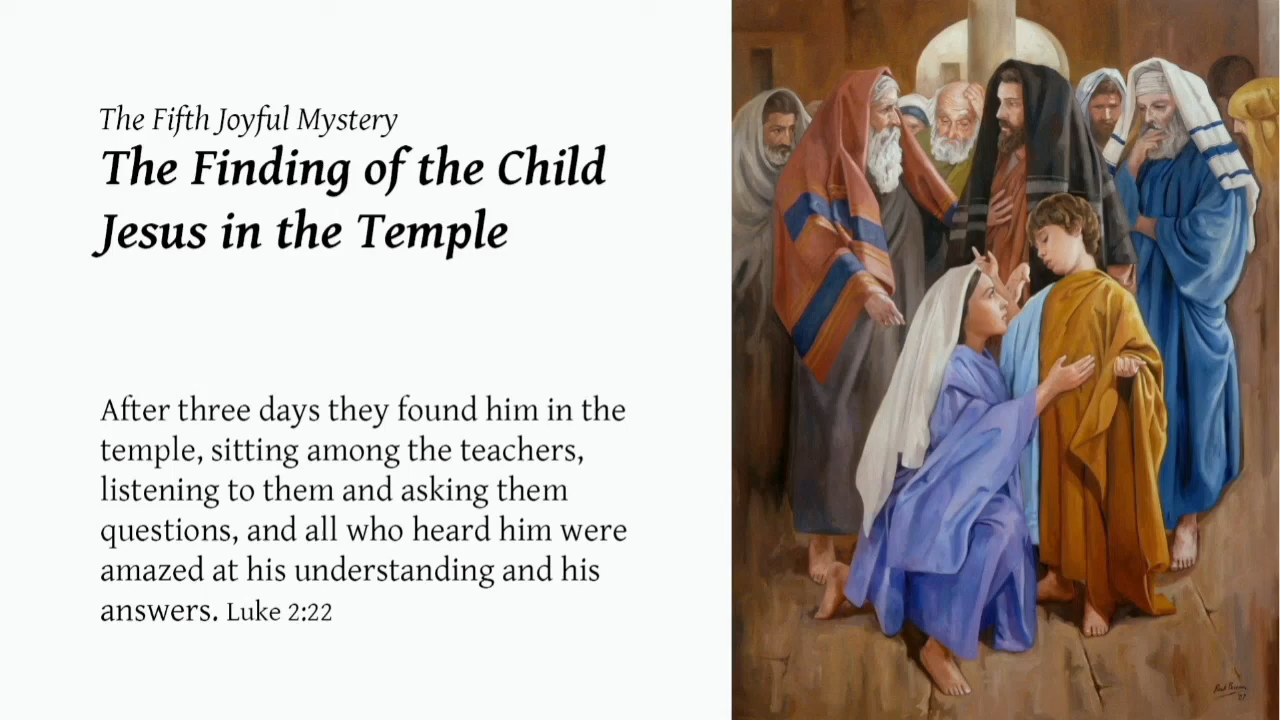 The Fifth Joyful Mystery
The Finding of the Child
Jesus in the Temple
After three days they found him in the
temple, sitting among the teachers,
listening to them and asking them
questions, and all who heard him were
amazed at his understanding and his
answers. Luke 2:22